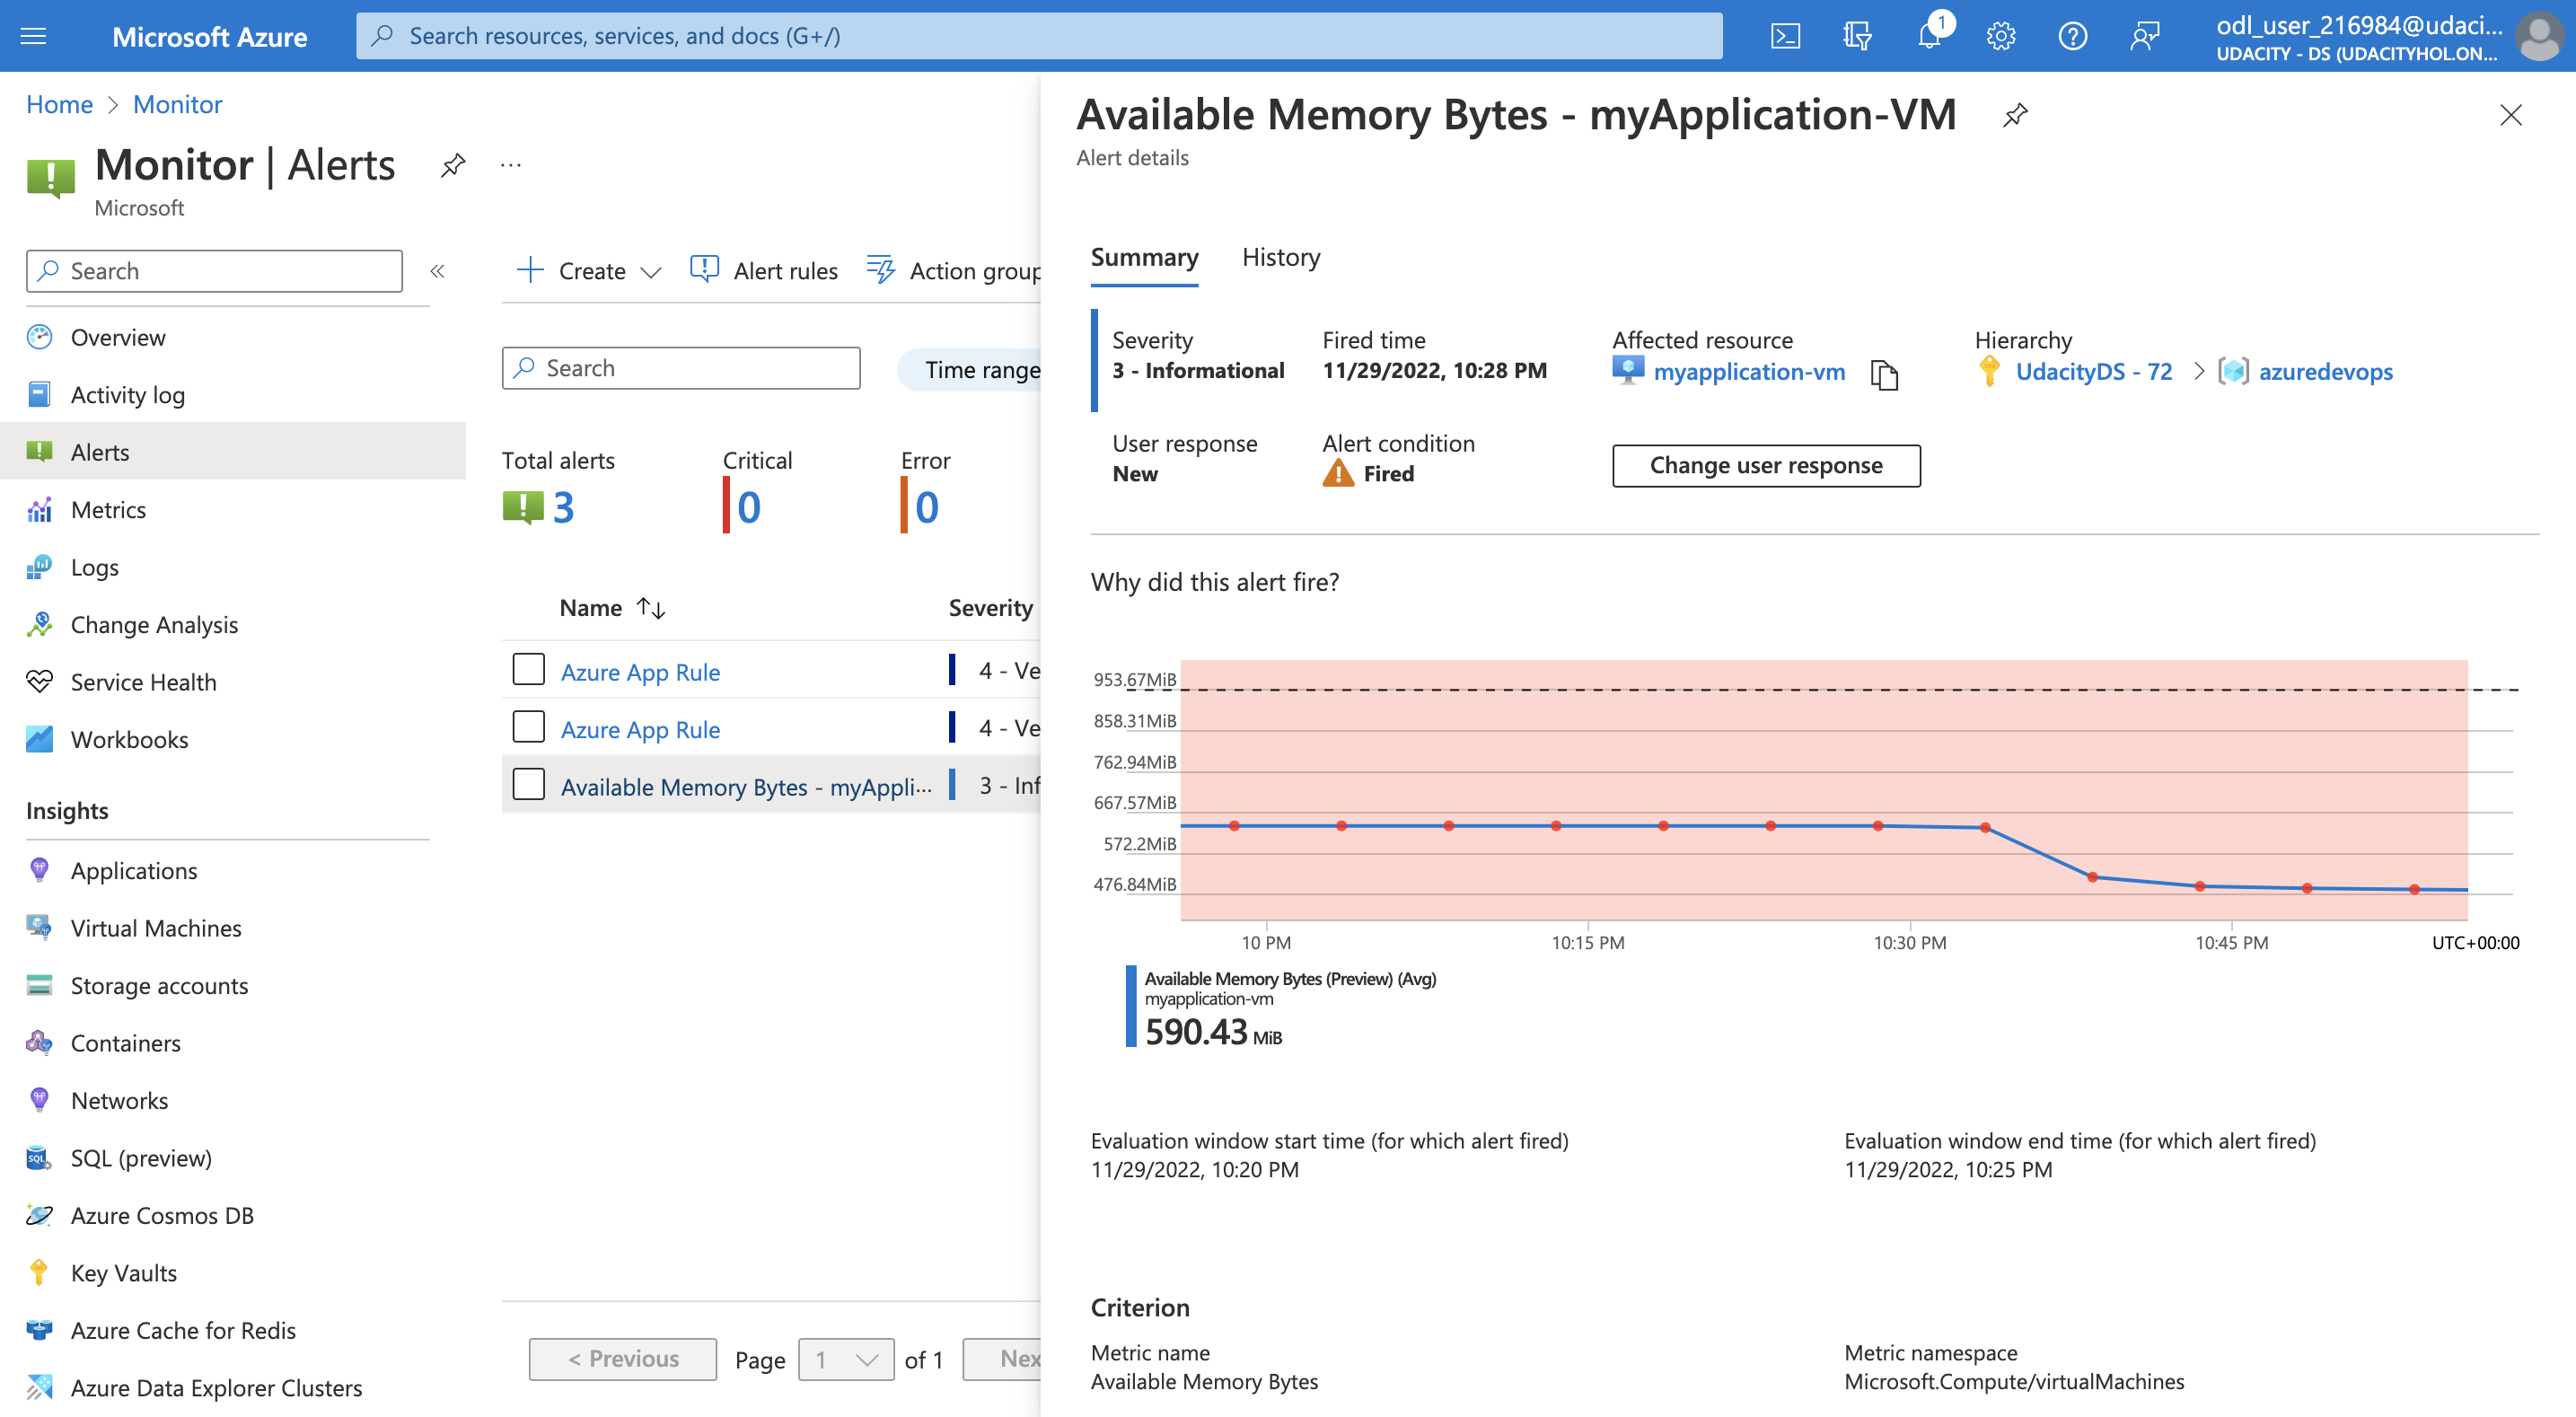 Microsoft Azure
Search resources, services, and docs (G+/)
1
odl_user_216984@udaci...
UDACITY - DS (UDACITYHOL.ON...
Home > Monitor
Monitor | Alerts
...
Microsoft
Search
«
Overview
Activity log
Alerts
Metrics
Logs
Change Analysis
Service Health
Workbooks
Insights
Applications
Virtual Machines
Storage accounts
Containers
Networks
SQL (preview)
Azure Cosmos DB
Key Vaults
Azure Cache for Redis
Azure Data Explorer Clusters
Create
Alert rules
Action group
Search
Time range
Total alerts
3
Critical
0
Error
0
Name ↑↓
Severity
Azure App Rule
4 - Ve
Azure App Rule
4 - Ve
Available Memory Bytes - myAppli...
3 - Inf
< Previous
Page
1
of 1
Nex
Available Memory Bytes - myApplication-VM
Alert details
Summary
History
Severity
3 - Informational
Fired time
11/29/2022, 10:28 PM
Affected resource
myapplication-vm
Hierarchy
UdacityDS - 72 > azuredevops
User response
New
Alert condition
Fired
Change user response
Why did this alert fire?
953.67MiB
858.31MiB
762.94MiB
667.57MiB
572.2MiB
476.84MiB
10 PM
10:15 PM
10:30 PM
10:45 PM
UTC+00:00
Available Memory Bytes (Preview) (Avg)
myapplication-vm
590.43 MiB
Evaluation window start time (for which alert fired)
11/29/2022, 10:20 PM
Evaluation window end time (for which alert fired)
11/29/2022, 10:25 PM
Criterion
Metric name
Available Memory Bytes
Metric namespace
Microsoft.Compute/virtualMachines